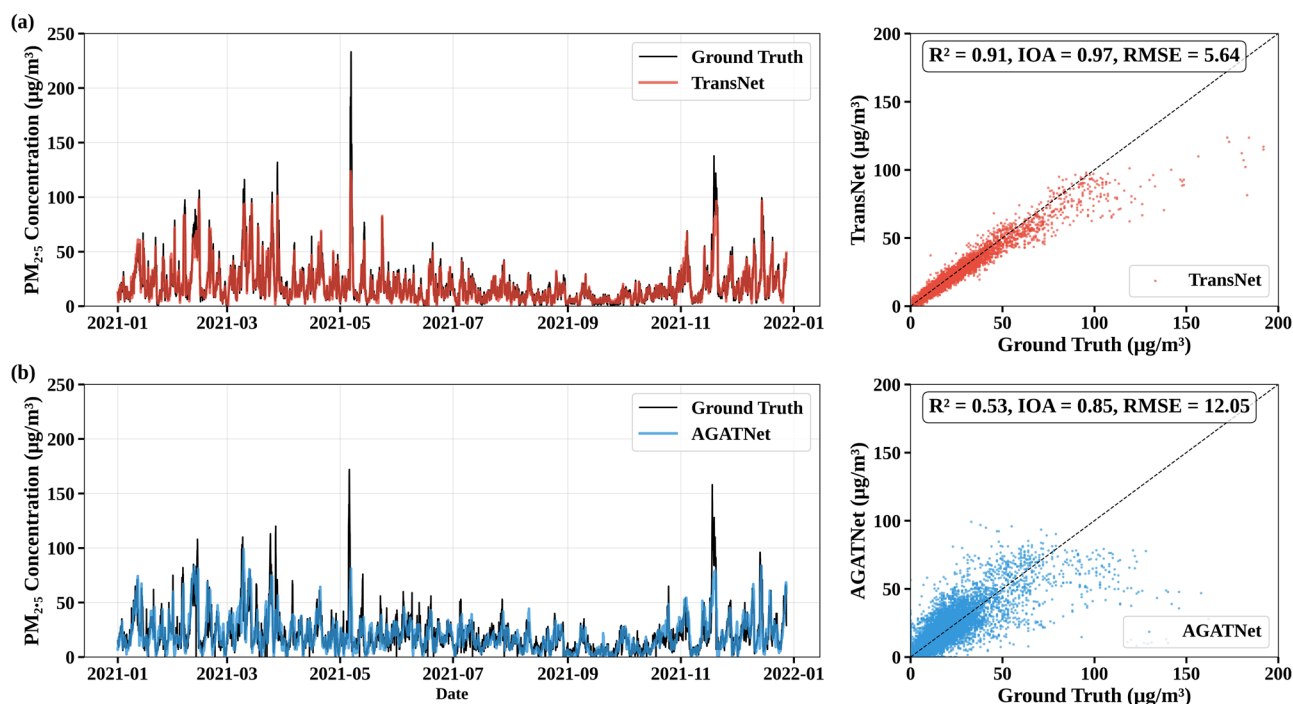 (a)
250
200
150
100
50
0
PM₂.₅ Concentration (μg/m³)
Ground Truth
TransNet
2021-01 2021-03 2021-05 2021-07 2021-09 2021-11 2022-01
200
150
100
50
0
TransNet (μg/m³)
R² = 0.91, IOA = 0.97, RMSE = 5.64
TransNet
0 50 100 150 200
Ground Truth (μg/m³)
(b)
250
200
150
100
50
0
PM₂.₅ Concentration (μg/m³)
Ground Truth
AGATNet
2021-01 2021-03 2021-05 2021-07 2021-09 2021-11 2022-01
Date
200
150
100
50
0
AGATNet (μg/m³)
R² = 0.53, IOA = 0.85, RMSE = 12.05
AGATNet
0 50 100 150 200
Ground Truth (μg/m³)